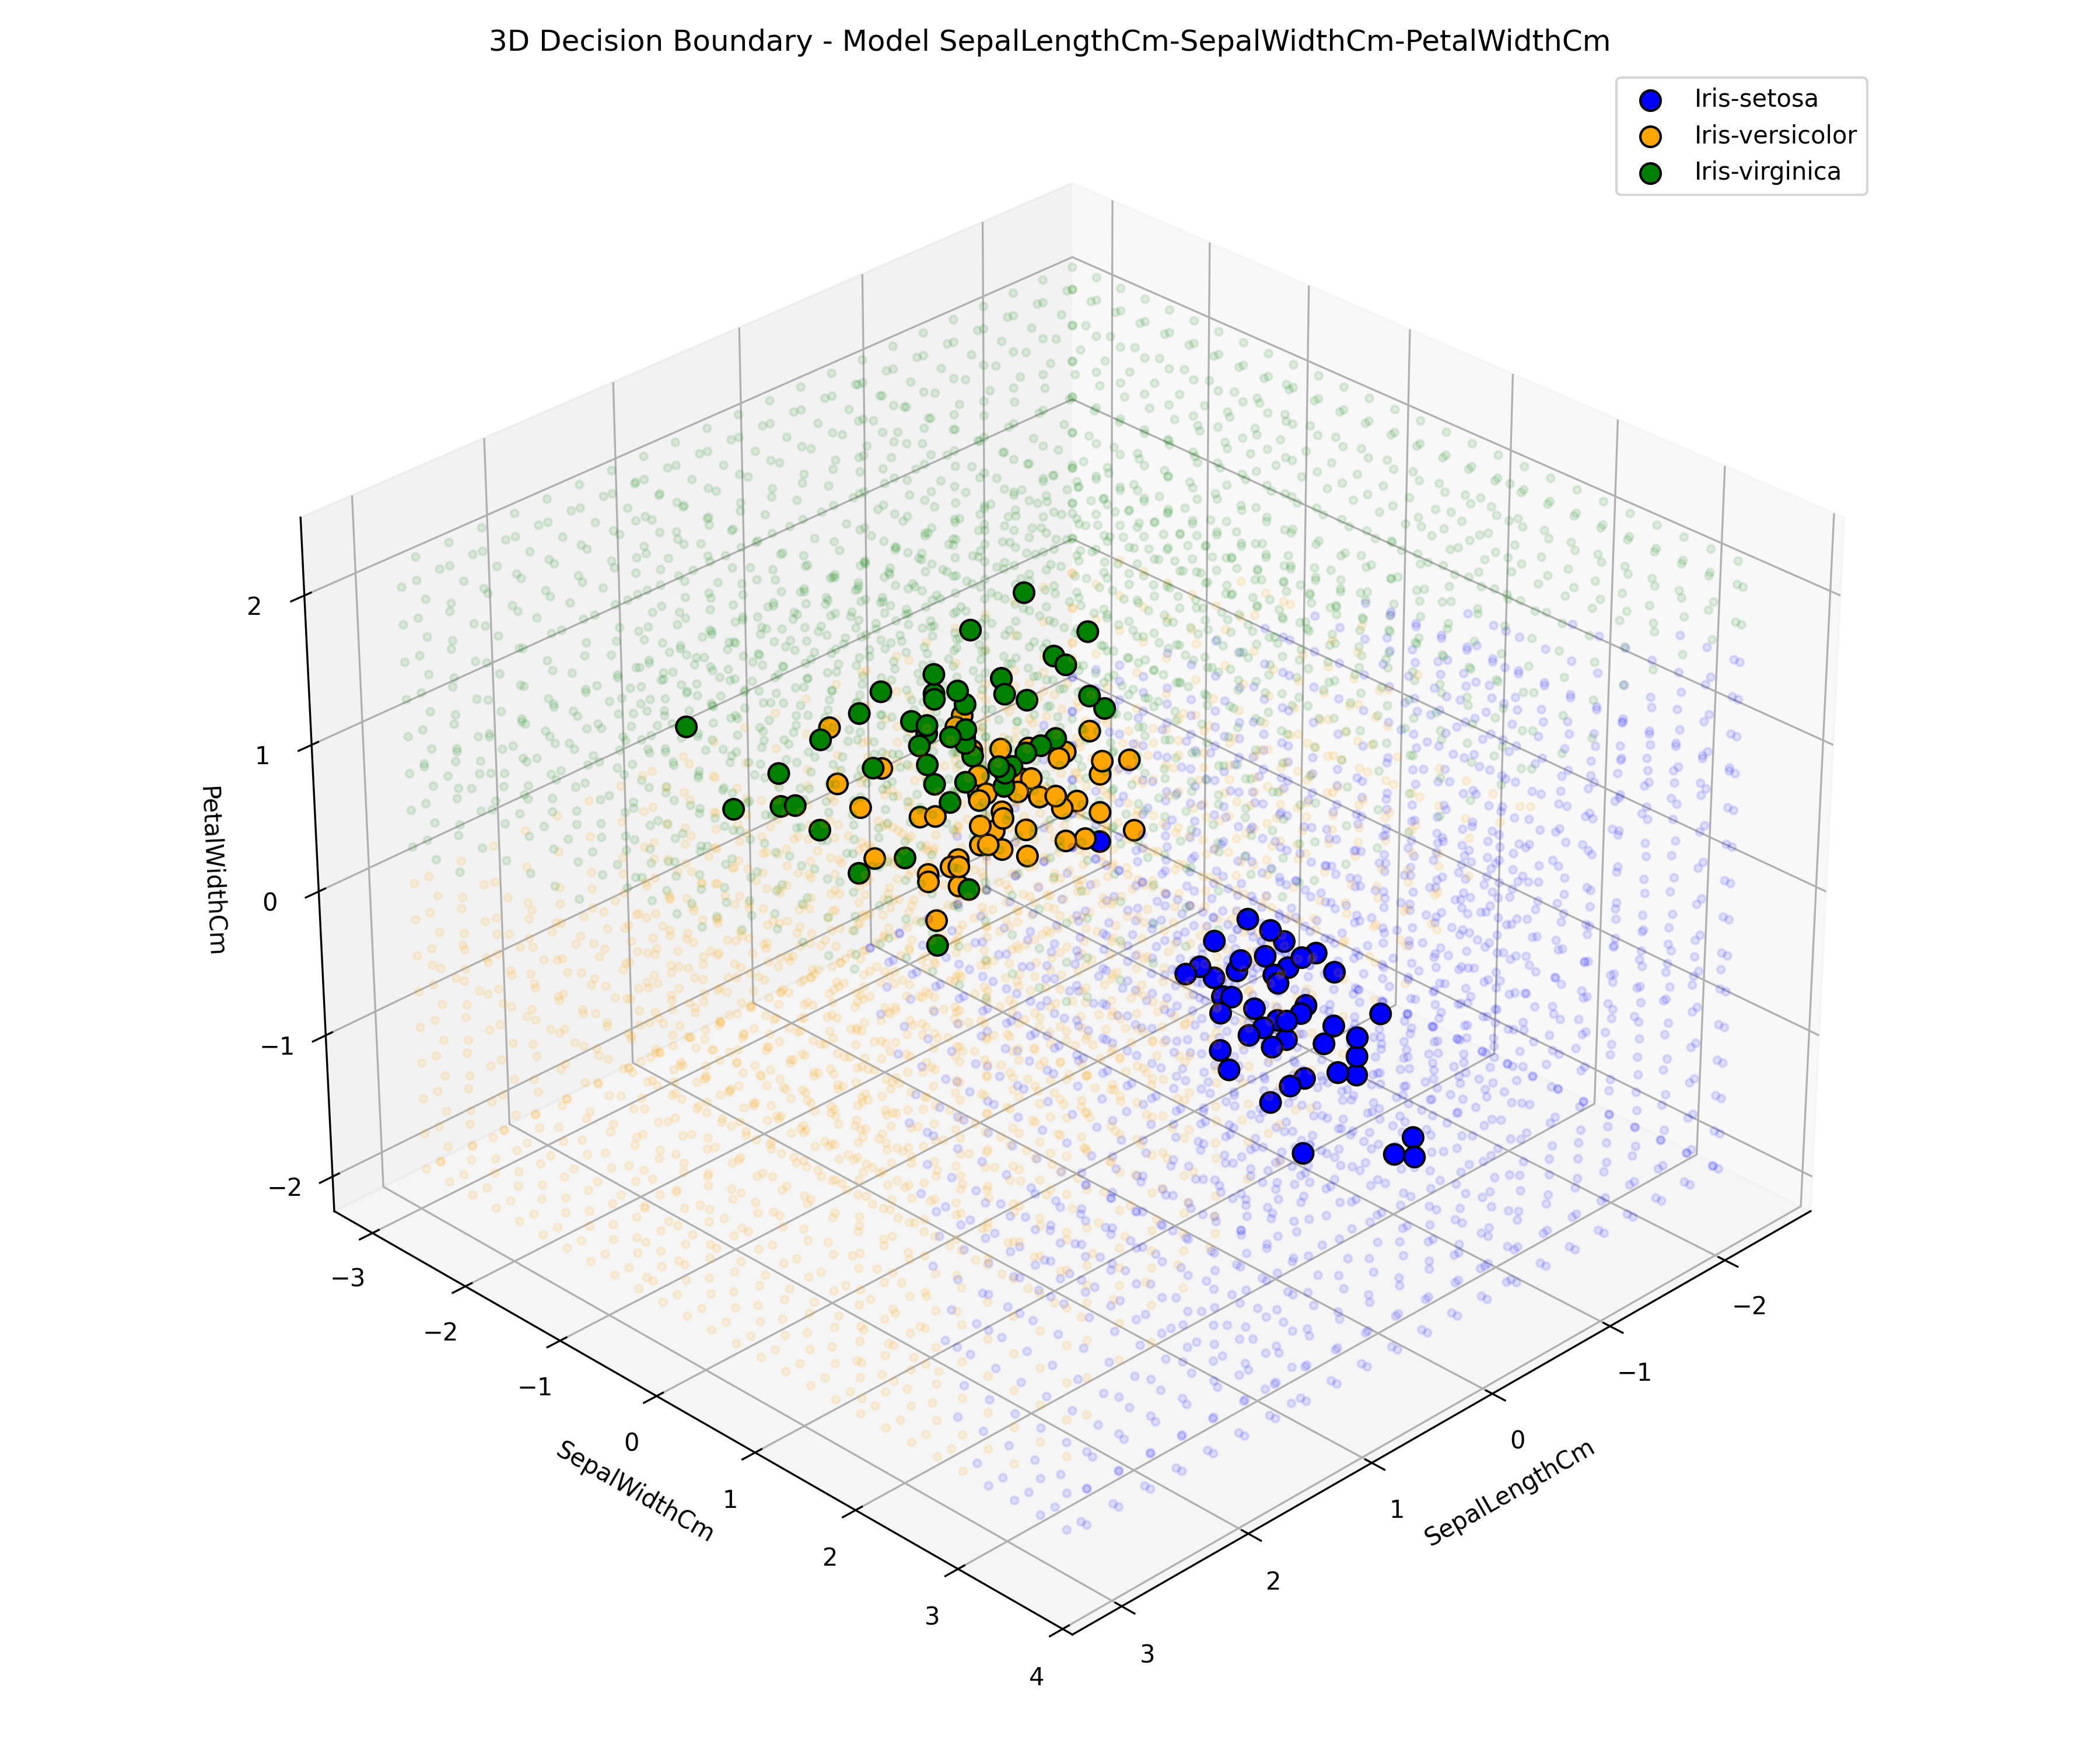 3D Decision Boundary - Model SepalLengthCm-SepalWidthCm-PetalWidthCm
Iris-setosa
Iris-versicolor
Iris-virginica
2
1
0
−1
−2
PetalWidthCm
−3
−2
−1
0
1
2
3
4
SepalWidthCm
−2
−1
0
1
2
3
SepalLengthCm